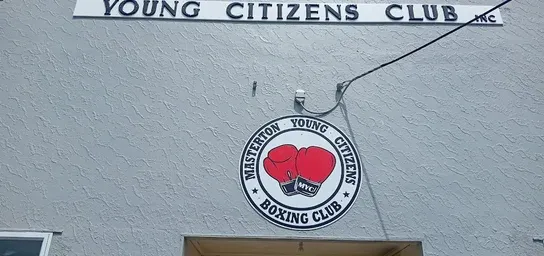 YOUNG CITIZENS CLUB INC
MASTERTON YOUNG CITIZENS
MYC
BOXING CLUB